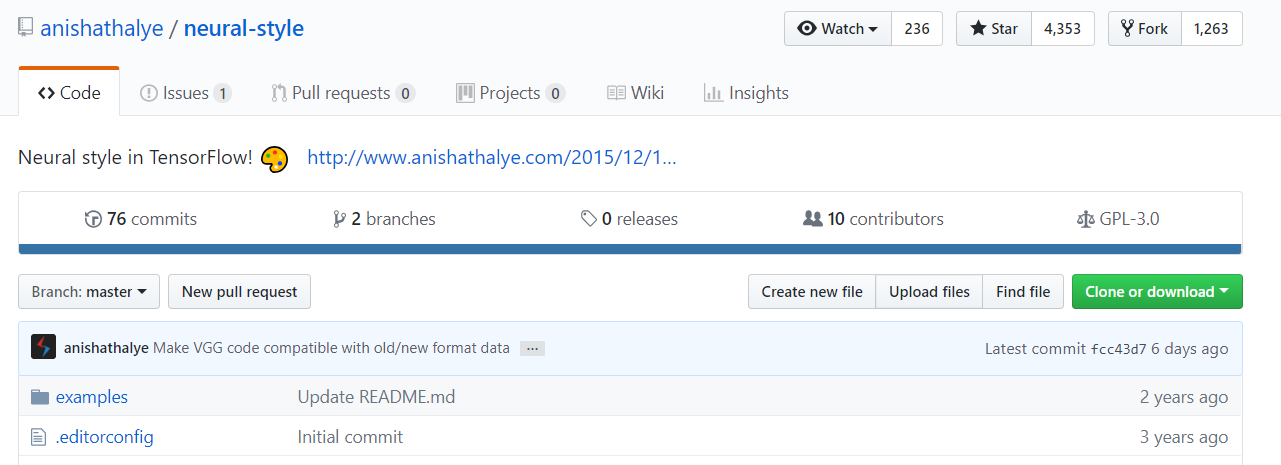 anishathalye / neural-style Watch 236 Star 4,353 Fork 1,263
Code Issues 1 Pull requests 0 Projects 0 Wiki Insights
Neural style in TensorFlow! http://www.anishathalye.com/2015/12/1...
76 commits 2 branches 0 releases 10 contributors GPL-3.0
Branch: master New pull request Create new file Upload files Find file Clone or download
anishathalye Make VGG code compatible with old/new format data ... Latest commit fcc43d7 6 days ago
examples Update README.md 2 years ago
.editorconfig Initial commit 3 years ago